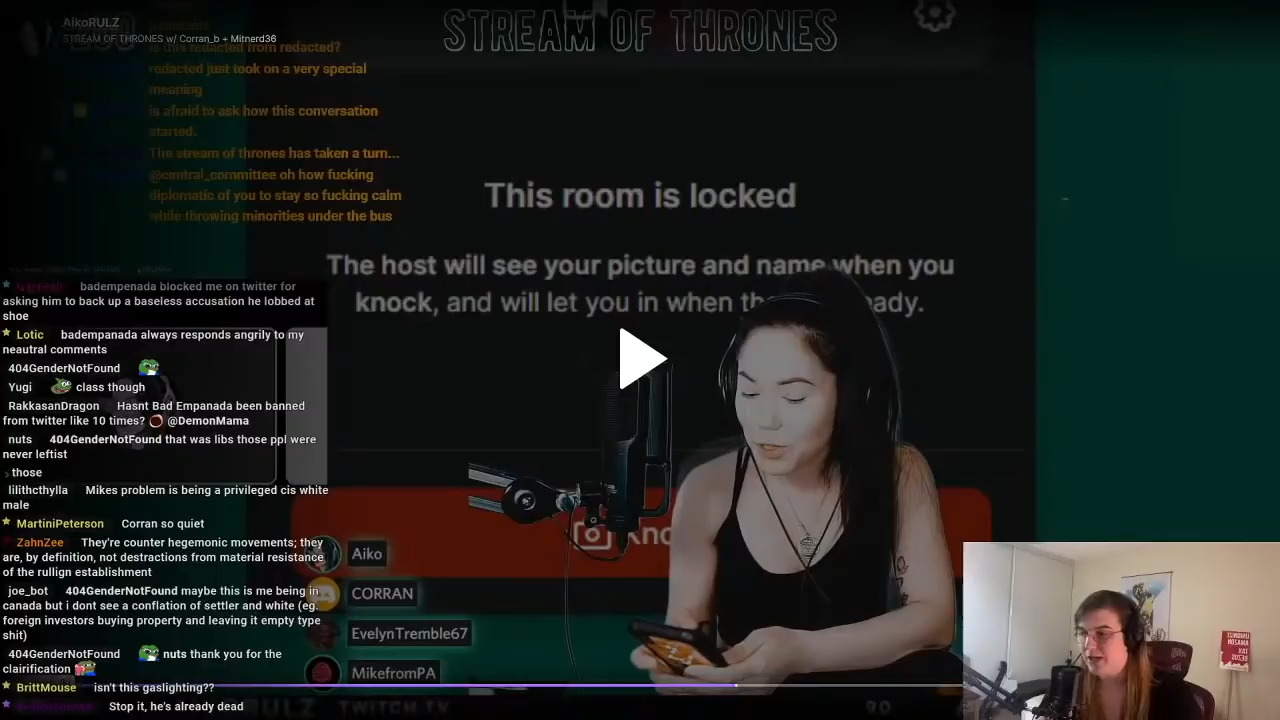 AikoRULZ
STREAM OF THRONES w/ Corran_b + Mitnerd36
STREAM OF THRONES
is this redacted from redacted?
redacted just took on a very special
meaning
is afraid to ask how this conversation
started.
The stream of thrones has taken a turn...
@central_committee oh how fucking
diplomatic of you to stay so fucking calm
while throwing minorities under the bus
This room is locked
The host will see your picture and name when you
knock, and will let you in when
ready.
badempenada blocked me on twitter for
asking him to back up a baseless accusation he lobbed at
shoe
Lotic badempanada always responds angrily to my
neautral comments
404GenderNotFound
Yugi class though
RakkasanDragon Hasnt Bad Empanada been banned
from twitter like 10 times? @DemonMama
nuts 404GenderNotFound that was libs those ppl were
never leftist
those
lilithcthylla Mikes problem is being a privileged cis white
male
MartiniPeterson Corran so quiet
ZahnZee They're counter hegemonic movements; they
are, by definition, not destractions from material resistance
of the rullign establishment
joe_bot 404GenderNotFound maybe this is me being in
canada but i dont see a conflation of settler and white (eg.
foreign investors buying property and leaving it empty type
shit)
404GenderNotFound nuts thank you for the
clairification
BrittMouse isn't this gaslighting??
Stop it, he's already dead
Aiko
CORRAN
EvelynTremble67
MikefromPA
TWITCH.TV